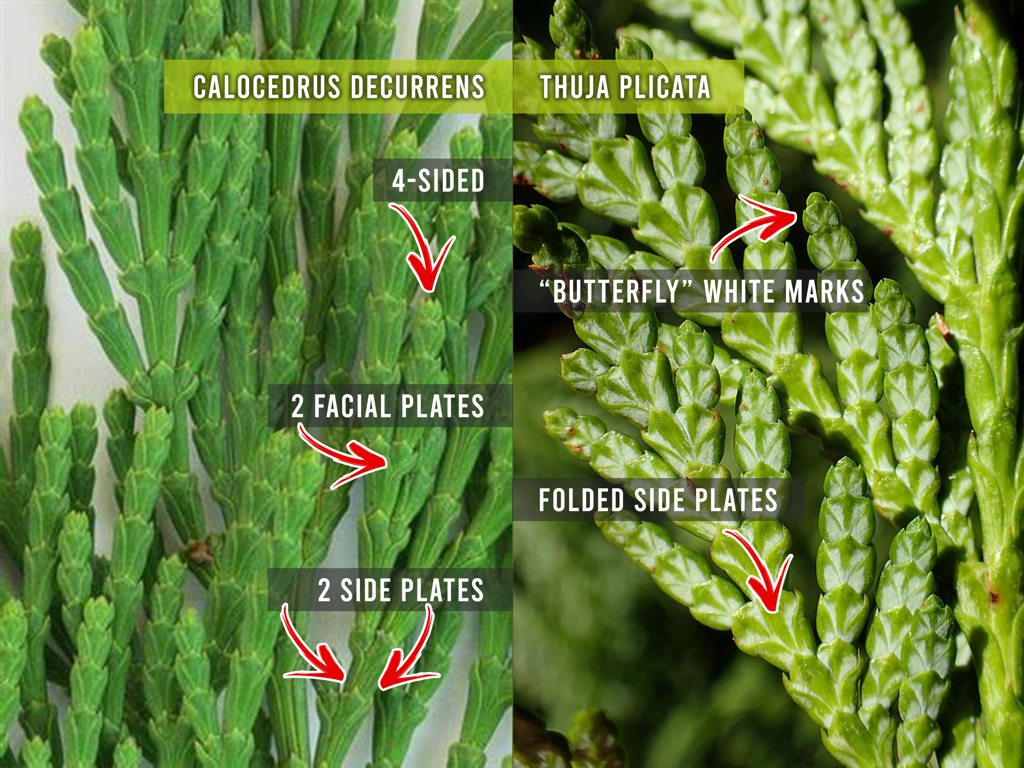 CALOCEDRUS DECURRENS
THUJA PLICATA
4-SIDED
“BUTTERFLY” WHITE MARKS
2 FACIAL PLATES
FOLDED SIDE PLATES
2 SIDE PLATES